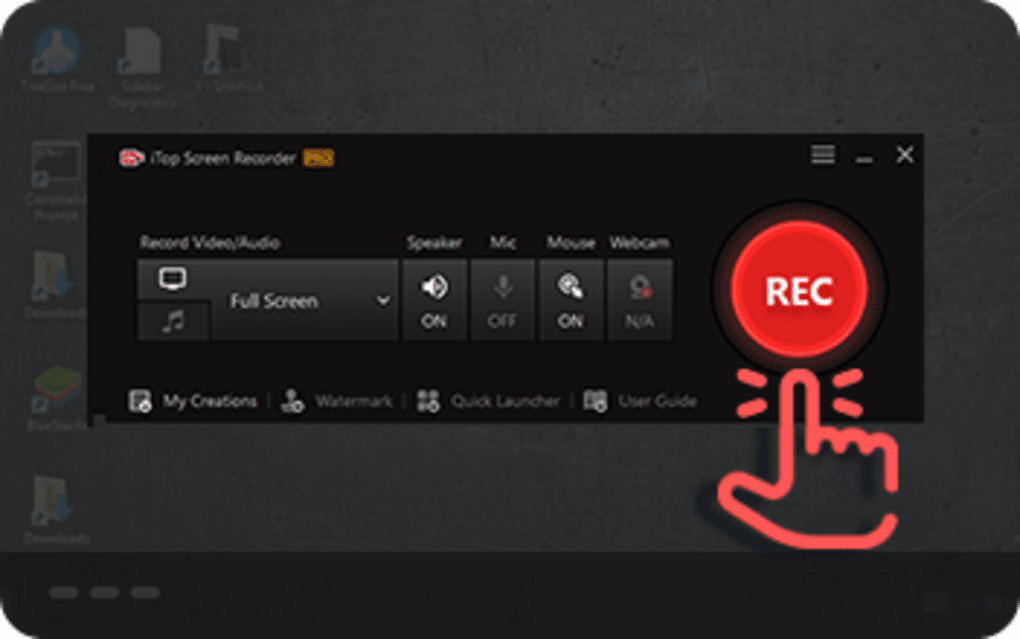 TreeSize Free
Sidebar
Diagnostics
iTop Screen Recorder PRO
Command
Prompt
Record Video/Audio
Speaker
Mic
Mouse
Webcam
Full Screen
ON
OFF
ON
N/A
REC
Downloads
My Creations
Watermark
Quick Launcher
User Guide
BlueStacks
Downloads